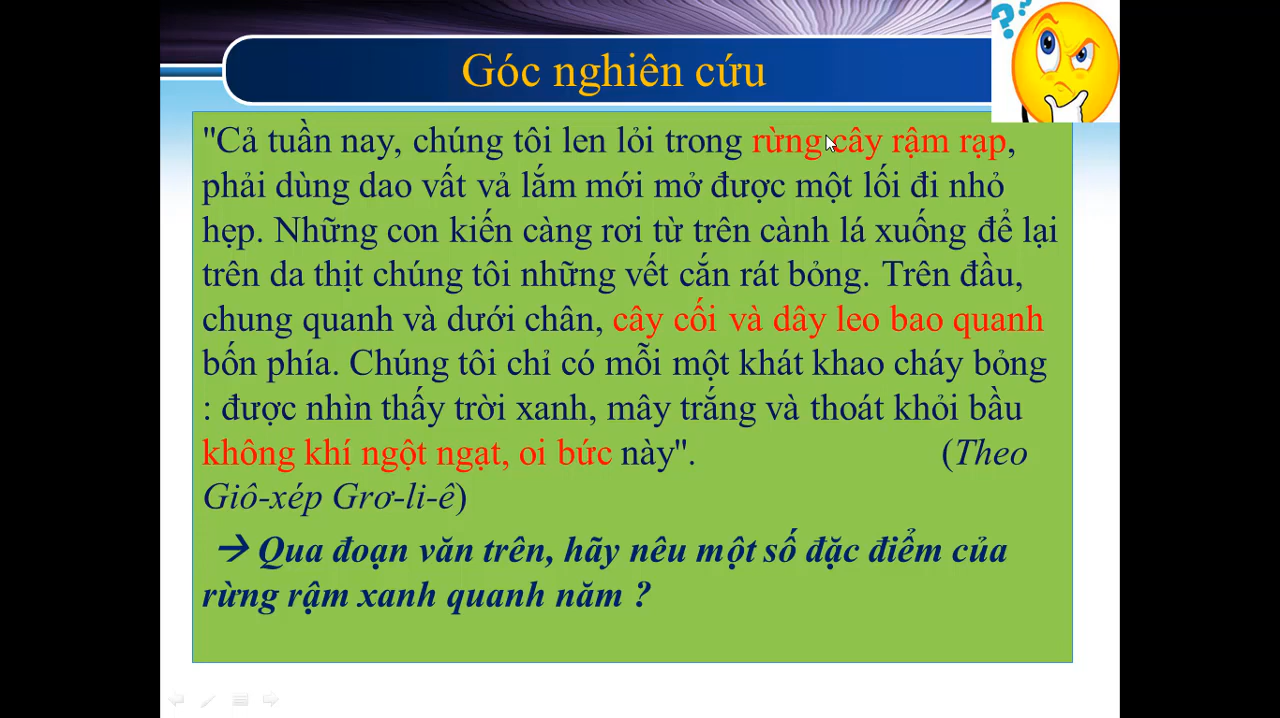 Góc nghiên cứu
"Cả tuần nay, chúng tôi len lỏi trong rừng cây rậm rạp,
phải dùng dao vất vả lắm mới mở được một lối đi nhỏ
hẹp. Những con kiến càng rơi từ trên cành lá xuống để lại
trên da thịt chúng tôi những vết cắn rát bỏng. Trên đầu,
chung quanh và dưới chân, cây cối và dây leo bao quanh
bốn phía. Chúng tôi chỉ có mỗi một khát khao cháy bỏng
: được nhìn thấy trời xanh, mây trắng và thoát khỏi bầu
không khí ngột ngạt, oi bức này". (Theo
Giô-xép Grơ-li-ê)
→ Qua đoạn văn trên, hãy nêu một số đặc điểm của
rừng rậm xanh quanh năm ?